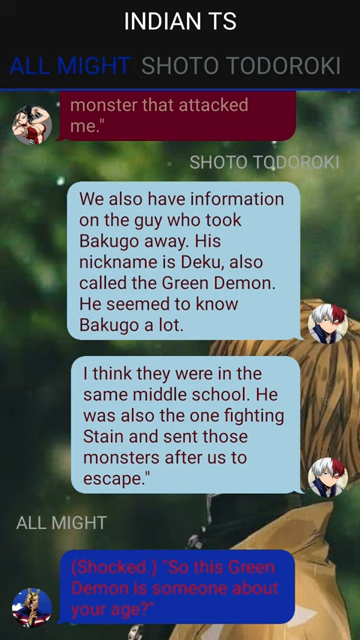 INDIAN TS
ALL MIGHT SHOTO TODOROKI
monster that attacked
me."
SHOTO TODOROKI
We also have information
on the guy who took
Bakugo away. His
nickname is Deku, also
called the Green Demon.
He seemed to know
Bakugo a lot.
I think they were in the
same middle school. He
was also the one fighting
Stain and sent those
monsters after us to
escape."
ALL MIGHT
(Shocked.) "So this Green
Demon is someone about
your age?"